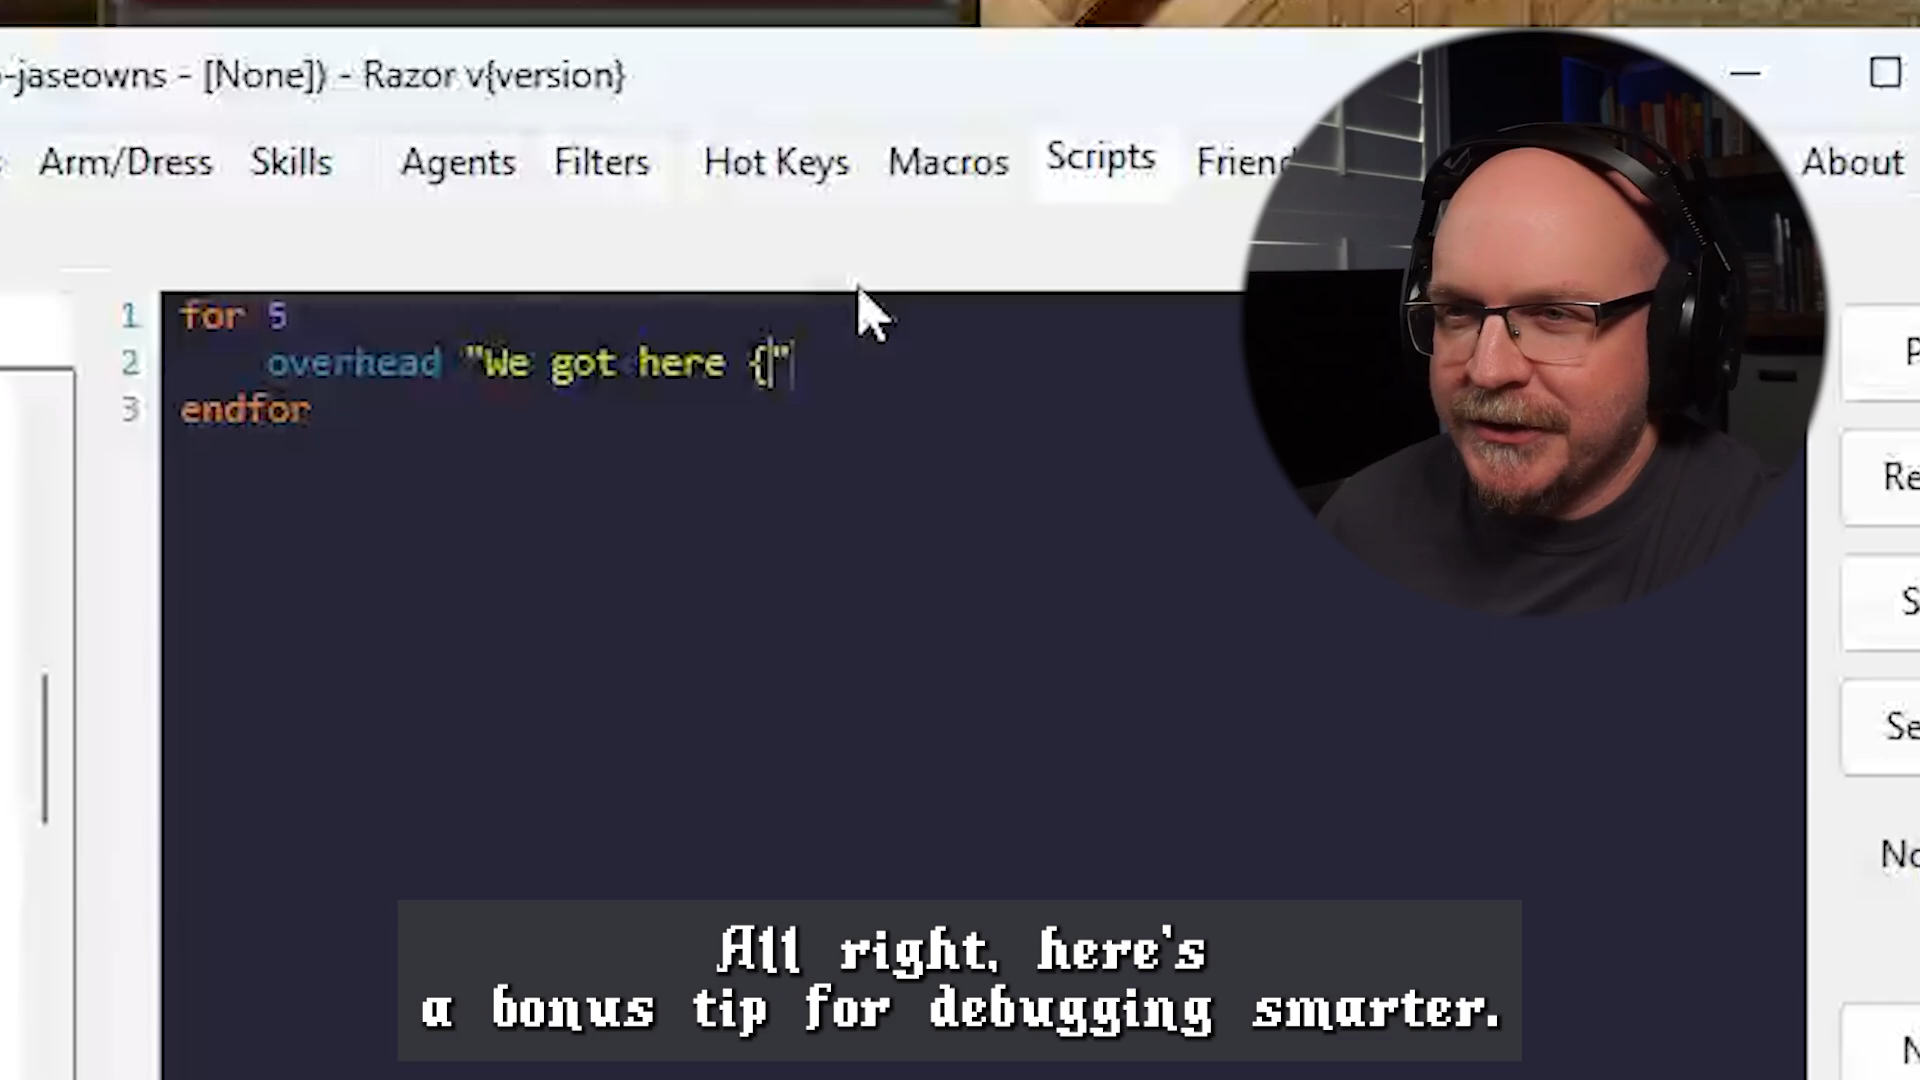 -jaseowns - [None]) - Razor v{version}
Arm/Dress Skills Agents Filters Hot Keys Macros Scripts Friend About
1 for 5
2 overhead "We got here {"
3 endfor
Re
Se
No
All right, here's
a bonus tip for debugging smarter.